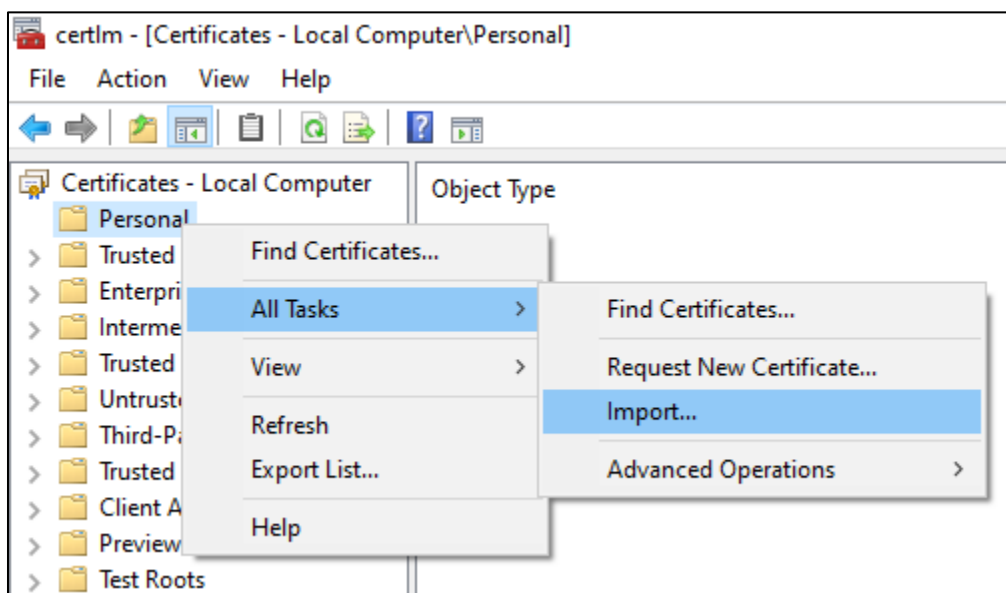 certlm - [Certificates - Local Computer\Personal]
File Action View Help
Certificates - Local Computer
Object Type
Personal
Trusted
Enterpri
Interme
Trusted
Untruste
Third-Pa
Trusted
Client A
Preview
Test Roots
Find Certificates...
All Tasks
View
Refresh
Export List...
Help
Find Certificates...
Request New Certificate...
Import...
Advanced Operations